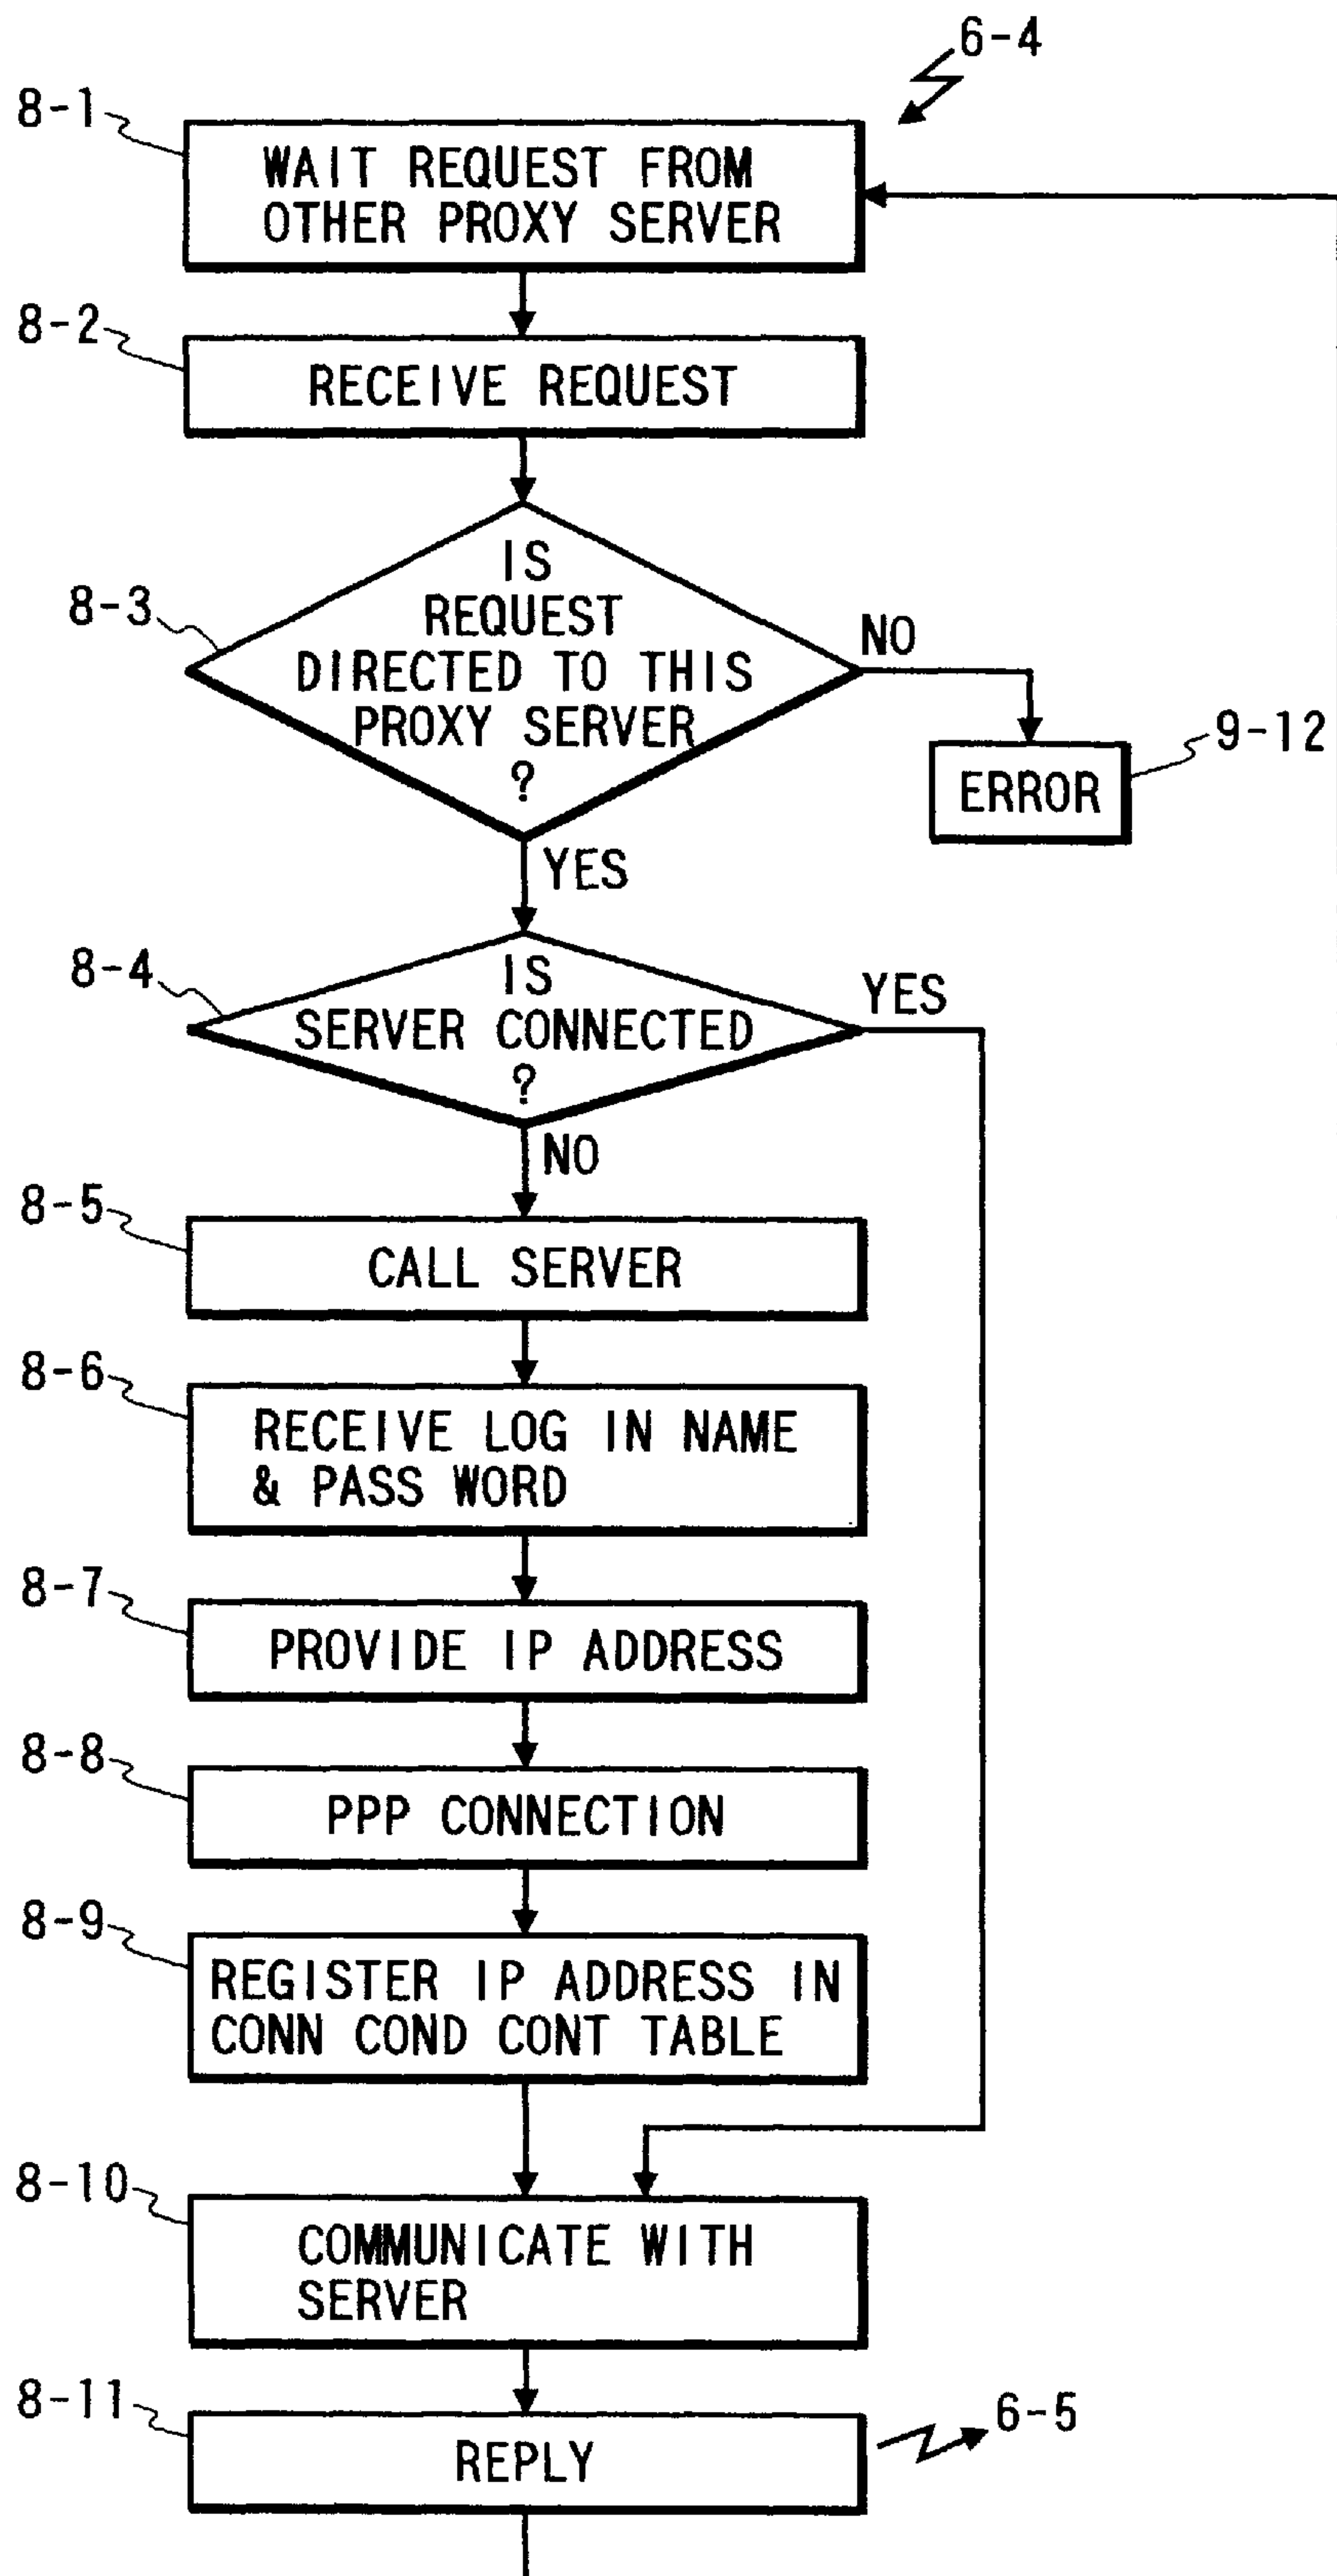 6-4
8-1
WAIT REQUEST FROM
OTHER PROXY SERVER
8-2
RECEIVE REQUEST
8-3
IS
REQUEST
DIRECTED TO THIS
PROXY SERVER
?
NO
9-12
ERROR
YES
8-4
IS
SERVER CONNECTED
?
YES
NO
8-5
CALL SERVER
8-6
RECEIVE LOG IN NAME
& PASS WORD
8-7
PROVIDE IP ADDRESS
8-8
PPP CONNECTION
8-9
REGISTER IP ADDRESS IN
CONN COND CONT TABLE
8-10
COMMUNICATE WITH
SERVER
8-11
REPLY
6-5